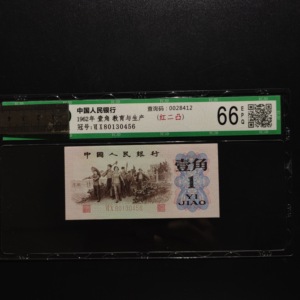 中国人民银行
查询码：0028412
1962年 壹角 教育与生产
(红二凸)
冠号：ⅥⅡ80130456
66
EPQ
中国人民银行
壹角
1
YI
JIAO